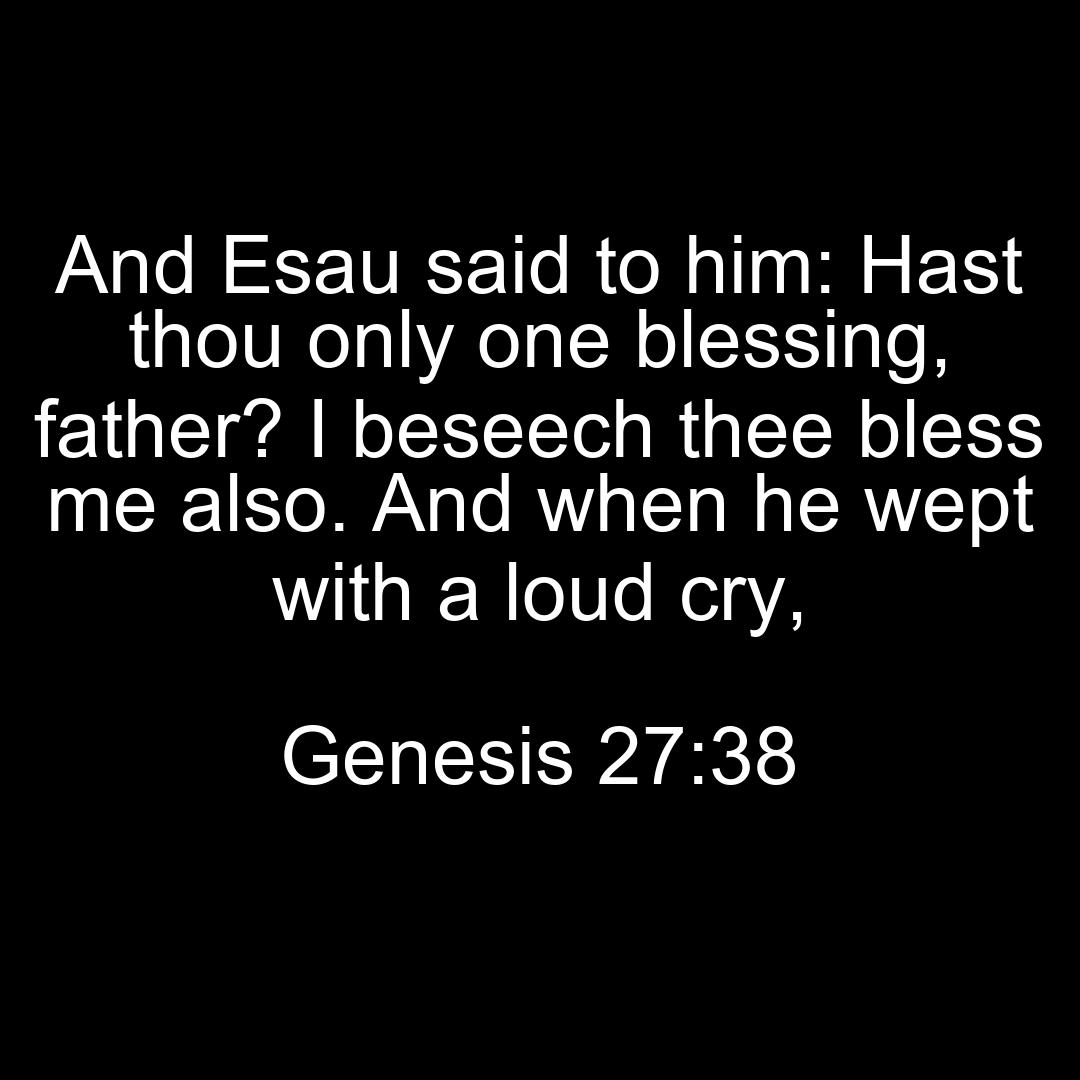 And Esau said to him: Hast
thou only one blessing,
father? I beseech thee bless
me also. And when he wept
with a loud cry,
Genesis 27:38